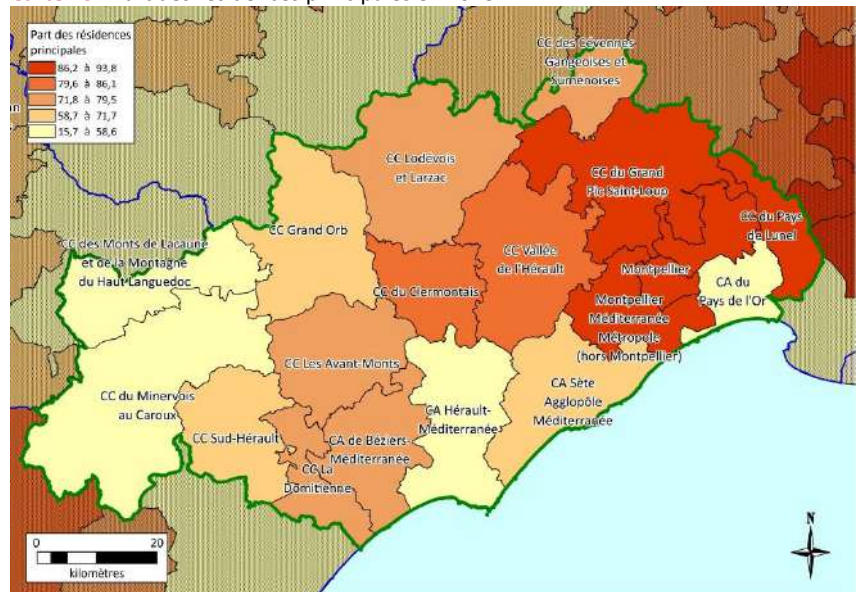 Part des résidences
principales
86,2 à 93,8
79,6 à 86,1
71,8 à 79,5
58,7 à 71,7
15,7 à 58,6
CC des Cévennes
Gangeoises et
Suménoises
CC Lodévois
et Larzac
CC du Grand
Pic Saint-Loup
CC Grand Orb
CC du Pays
de Lunel
CC des Monts de Lacaune
et de la Montagne
du Haut Languedoc
CC Vallée
de l'Hérault
Montpellier
CC du Clermontais
CA du
Pays de l'Or
Montpellier
Méditerranée
Métropole
(hors Montpellier)
CC Les Avant-Monts
CC du Minervois
au Caroux
CA Sète
Agglopôle
Méditerranée
CA Hérault-
Méditerranée
CC Sud-Hérault
CA de Béziers-
Méditerranée
CC La
Domitienne
N
0 20
kilomètres